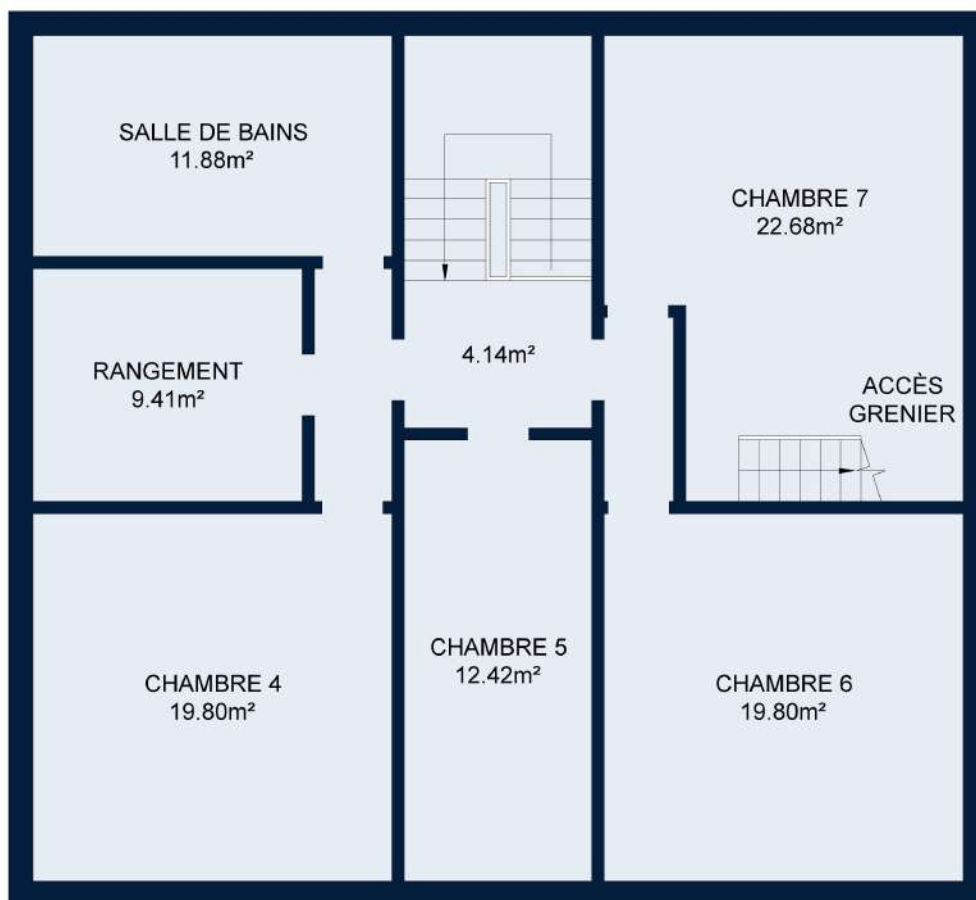 SALLE DE BAINS
11.88m²
CHAMBRE 7
22.68m²
4.14m²
RANGEMENT
9.41m²
ACCÈS
GRENIER
CHAMBRE 5
12.42m²
CHAMBRE 4
19.80m²
CHAMBRE 6
19.80m²